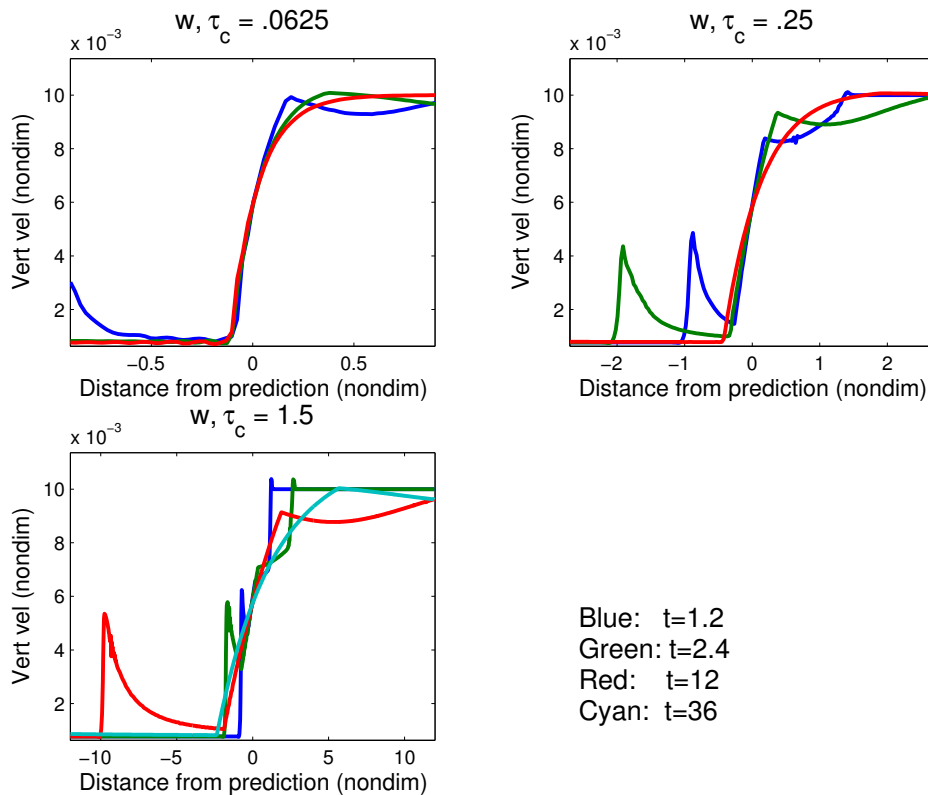 w, τc = .0625
x 10⁻³
10
8
6
4
2
Vert vel (nondim)
−0.5
0
0.5
Distance from prediction (nondim)
w, τc = .25
x 10⁻³
10
8
6
4
2
Vert vel (nondim)
−2
−1
0
1
2
Distance from prediction (nondim)
w, τc = 1.5
x 10⁻³
10
8
6
4
2
Vert vel (nondim)
−10
−5
0
5
10
Distance from prediction (nondim)
Blue: t=1.2
Green: t=2.4
Red: t=12
Cyan: t=36